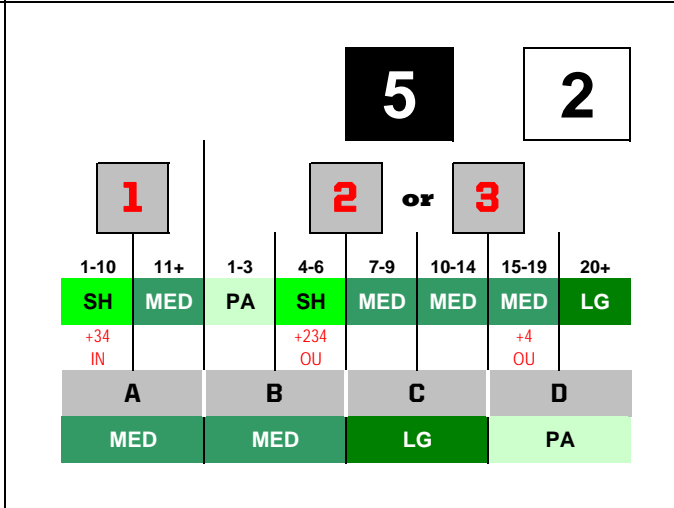 5 2
1 2 or 3
1-10 11+ 1-3 4-6 7-9 10-14 15-19 20+
SH MED PA SH MED MED MED LG
+34 +234 +4
IN OU OU
A B C D
MED MED LG PA